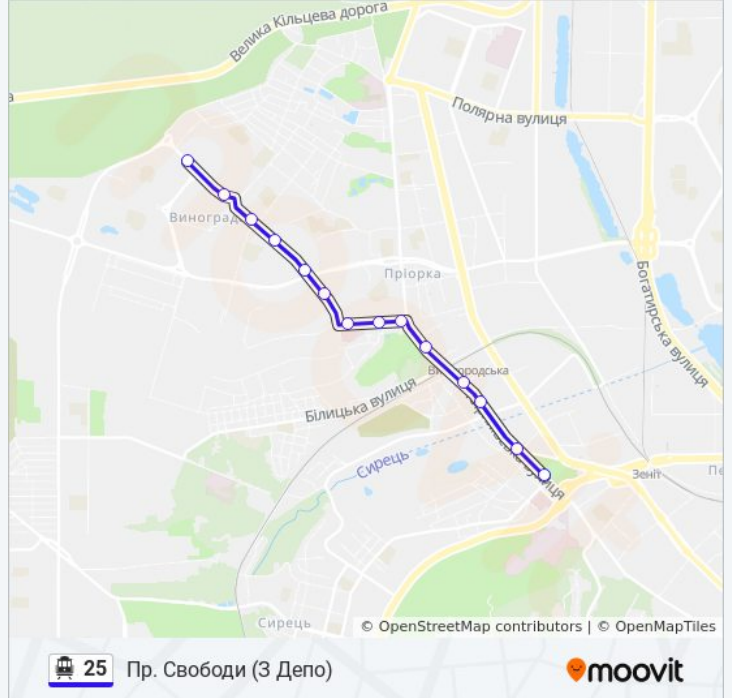 Велика Кільцева дорога
а
Полярна вулиця
Виноград
Пріорка
Богатирська вулиця
Білицька вулиця
Сирець
Зеніт
Пе
Сирець
© OpenStreetMap contributors | © OpenMapTiles
25 Пр. Свободи (З Депо)
moovit